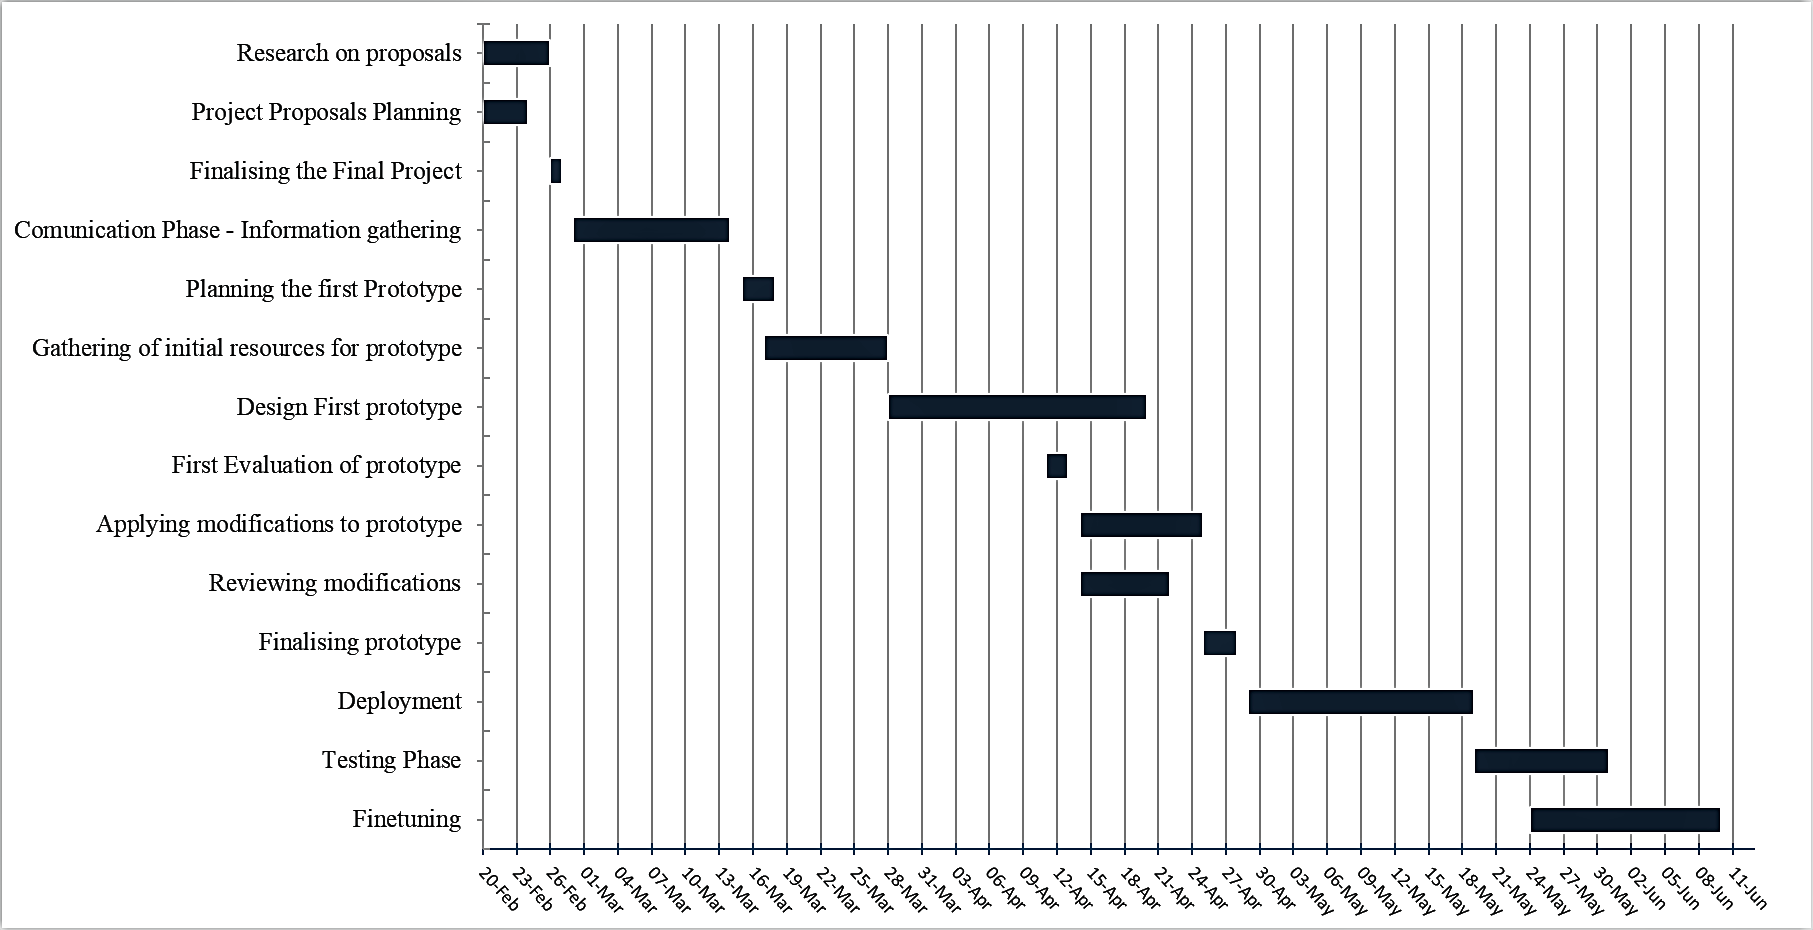 Research on proposals
Project Proposals Planning
Finalising the Final Project
Comunication Phase - Information gathering
Planning the first Prototype
Gathering of initial resources for prototype
Design First prototype
First Evaluation of prototype
Applying modifications to prototype
Reviewing modifications
Finalising prototype
Deployment
Testing Phase
Finetuning
20-Feb
23-Feb
26-Feb
01-Mar
04-Mar
07-Mar
10-Mar
13-Mar
16-Mar
19-Mar
22-Mar
25-Mar
28-Mar
31-Mar
03-Apr
06-Apr
09-Apr
12-Apr
15-Apr
18-Apr
21-Apr
24-Apr
27-Apr
30-Apr
03-May
06-May
09-May
12-May
15-May
18-May
21-May
24-May
27-May
30-May
02-Jun
05-Jun
08-Jun
11-Jun